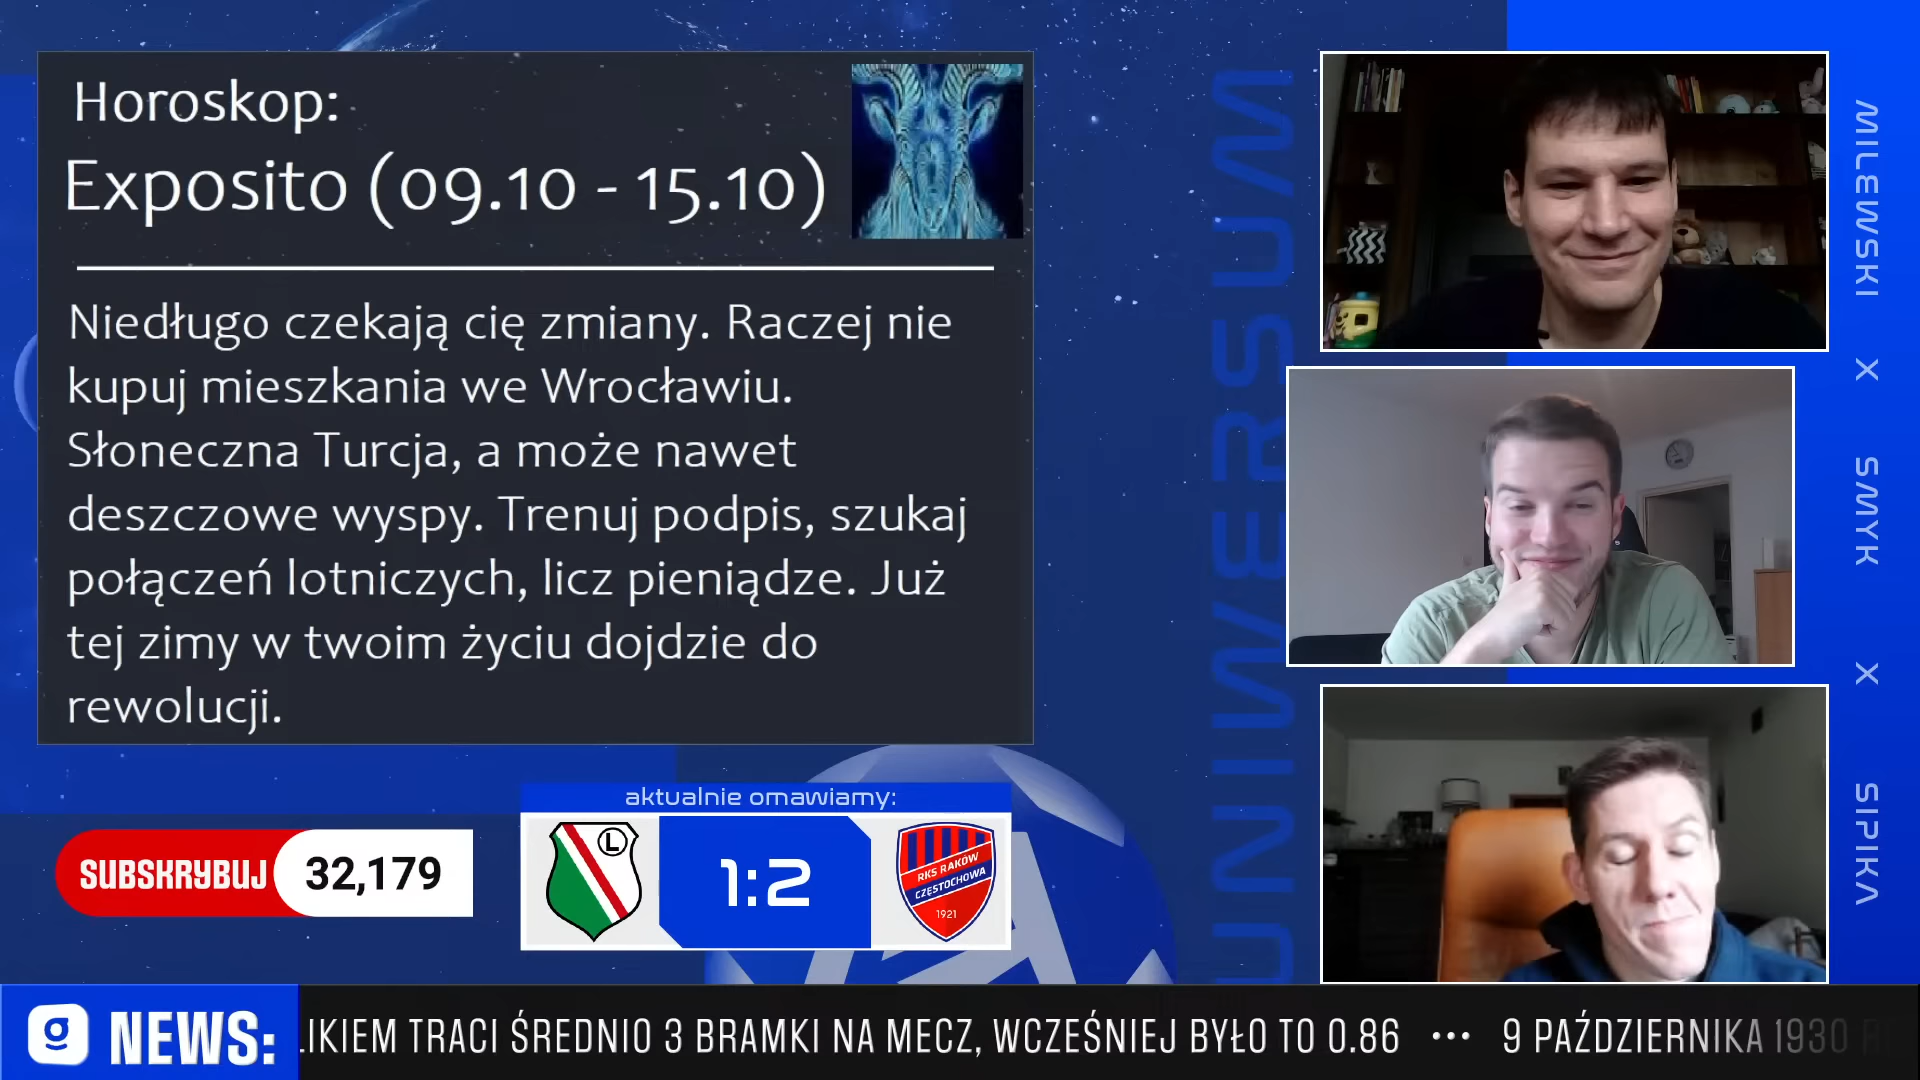 Horoskop:
Exposito (09.10 - 15.10)
Niedługo czekają cię zmiany. Raczej nie
kupuj mieszkania we Wrocławiu.
Słoneczna Turcja, a może nawet
deszczowe wyspy. Trenuj podpis, szukaj
połączeń lotniczych, licz pieniądze. Już
tej zimy w twoim życiu dojdzie do
rewolucji.
UNIWERSUM
MILEWSKI X SMYK X SIPIKA
aktualnie omawiamy:
L
1:2
RKS RAKÓW
CZĘSTOCHOWA
1921
SUBSKRYBUJ 32,179
g NEWS: IKIEM TRACI ŚREDNIO 3 BRAMKI NA MECZ, WCZEŚNIEJ BYŁO TO 0.86 ••• 9 PAŹDZIERNIKA 1930